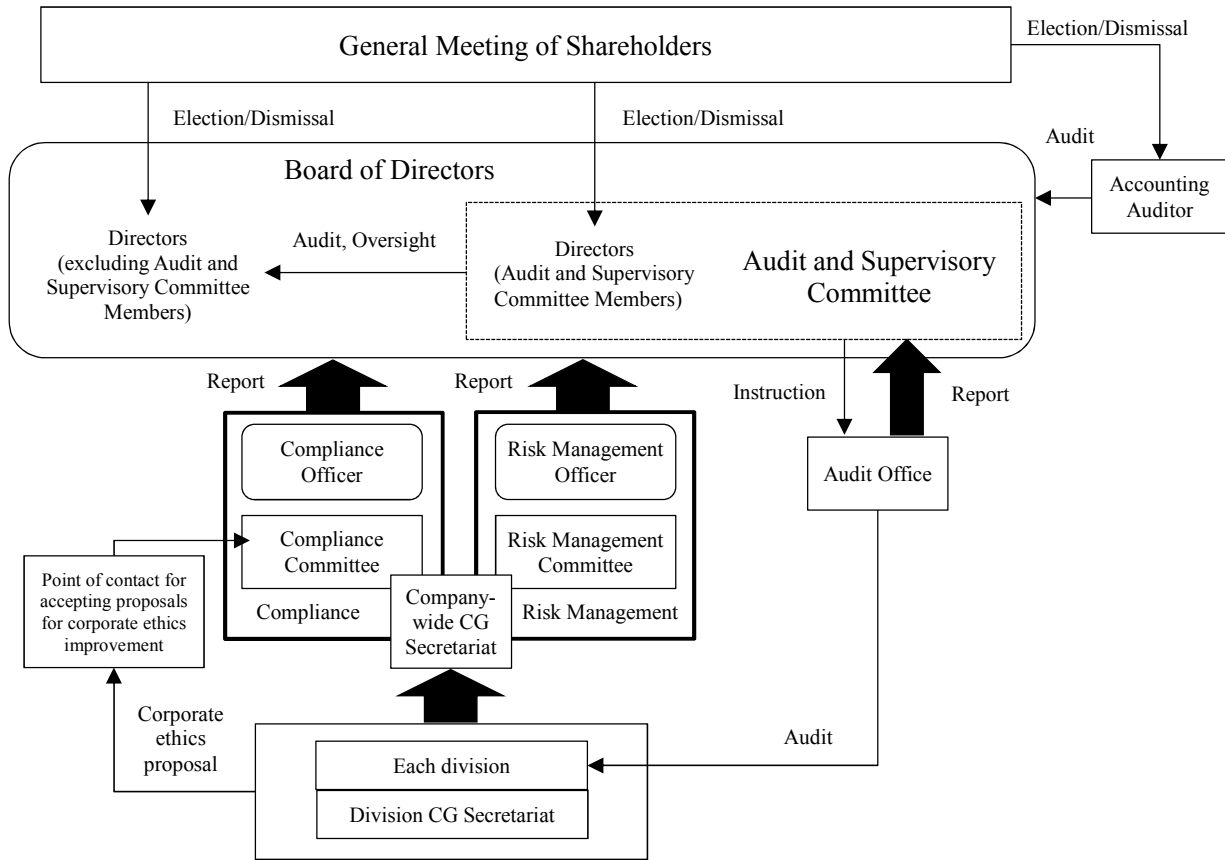 General Meeting of Shareholders
Election/Dismissal
Election/Dismissal
Election/Dismissal
Audit
Accounting
Auditor
Board of Directors
Directors
(excluding Audit and
Supervisory Committee
Members)
Audit, Oversight
Directors
(Audit and Supervisory
Committee Members)
Audit and Supervisory
Committee
Report
Report
Instruction
Report
Compliance
Officer
Risk Management
Officer
Audit Office
Compliance
Committee
Risk Management
Committee
Compliance
Company-
wide CG
Secretariat
Risk Management
Point of contact for
accepting proposals
for corporate ethics
improvement
Corporate
ethics
proposal
Audit
Each division
Division CG Secretariat